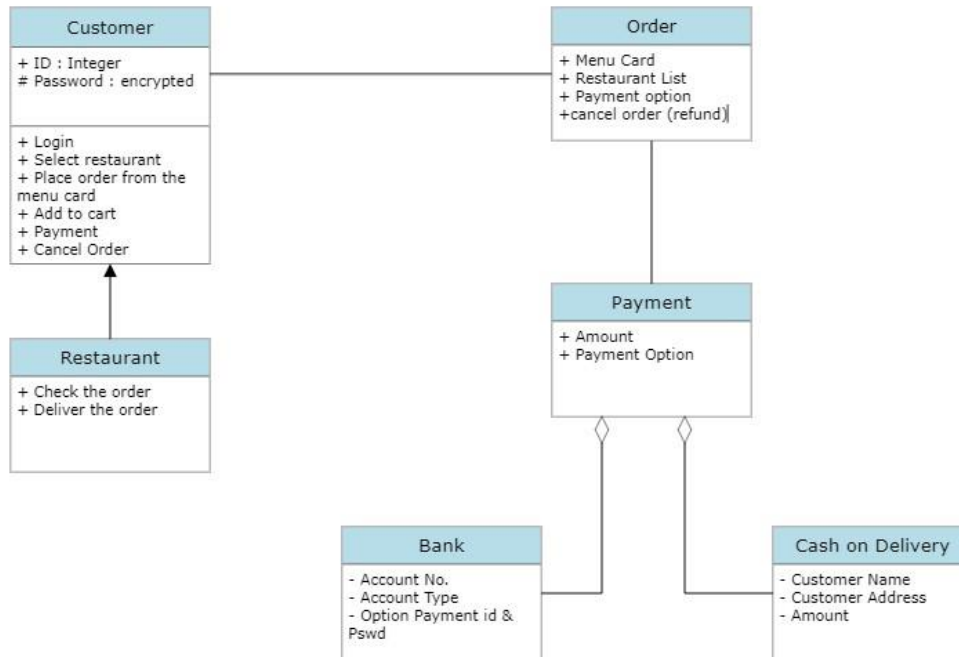 Customer
+ ID : Integer
# Password : encrypted
+ Login
+ Select restaurant
+ Place order from the
menu card
+ Add to cart
+ Payment
+ Cancel Order
Order
+ Menu Card
+ Restaurant List
+ Payment option
+cancel order (refund)
Restaurant
+ Check the order
+ Deliver the order
Payment
+ Amount
+ Payment Option
Bank
- Account No.
- Account Type
- Option Payment id &
Pswd
Cash on Delivery
- Customer Name
- Customer Address
- Amount